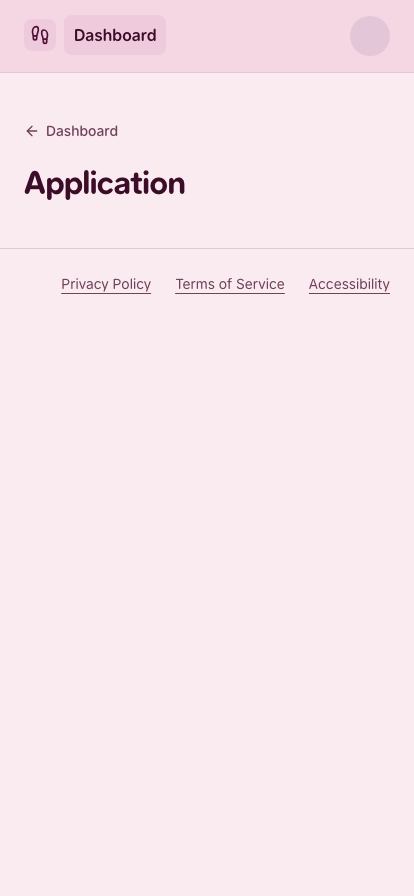 Dashboard
Dashboard
Application
Privacy Policy Terms of Service Accessibility